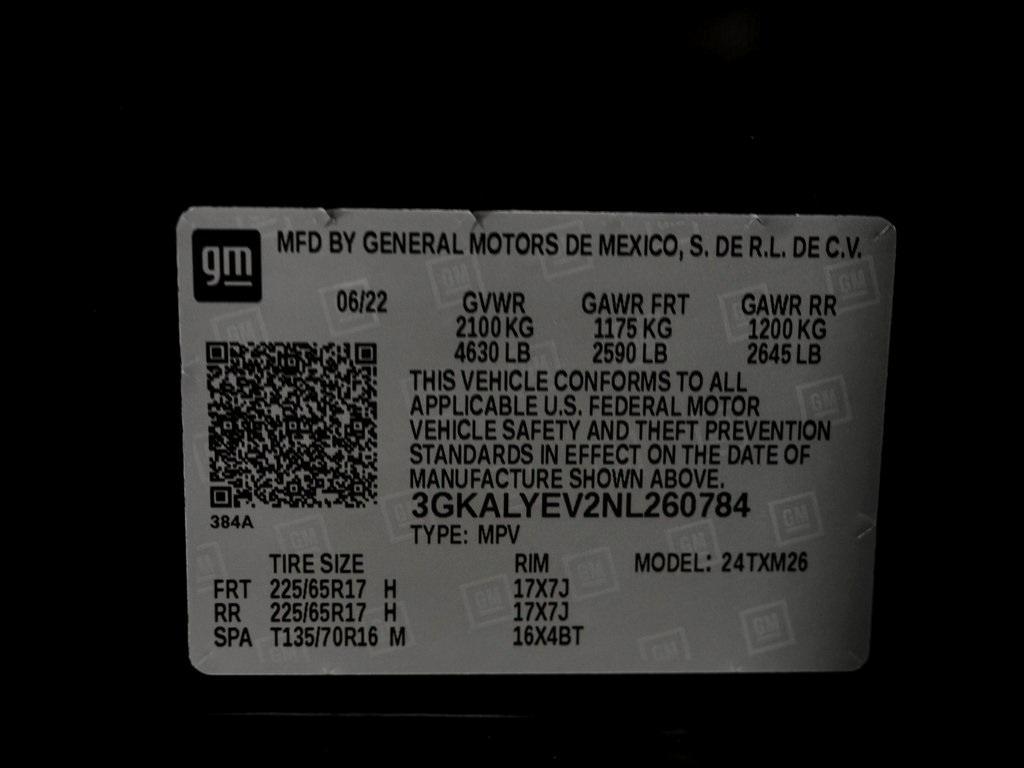 gm
MFD BY GENERAL MOTORS DE MEXICO, S. DE R.L. DE C.V.
06/22 GVWR GAWR FRT GAWR RR
2100 KG 1175 KG 1200 KG
4630 LB 2590 LB 2645 LB
THIS VEHICLE CONFORMS TO ALL
APPLICABLE U.S. FEDERAL MOTOR
VEHICLE SAFETY AND THEFT PREVENTION
STANDARDS IN EFFECT ON THE DATE OF
MANUFACTURE SHOWN ABOVE.
3GKALYEV2NL260784
384A
TYPE: MPV
TIRE SIZE RIM MODEL: 24TXM26
FRT 225/65R17 H 17X7J
RR 225/65R17 H 17X7J
SPA T135/70R16 M 16X4BT